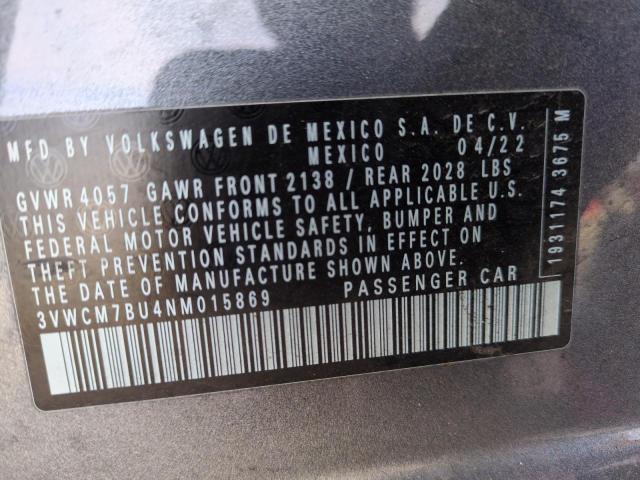 MFD BY VOLKSWAGEN DE MEXICO S.A. DE C.V.
MEXICO 04/22
GVWR 4057 GAWR FRONT 2138 / REAR 2028 LBS
THIS VEHICLE CONFORMS TO ALL APPLICABLE U.S.
FEDERAL MOTOR VEHICLE SAFETY, BUMPER AND
THEFT PREVENTION STANDARDS IN EFFECT ON
THE DATE OF MANUFACTURE SHOWN ABOVE.
3VWCM7BU4NM015869 PASSENGER CAR
1931174 3675 M